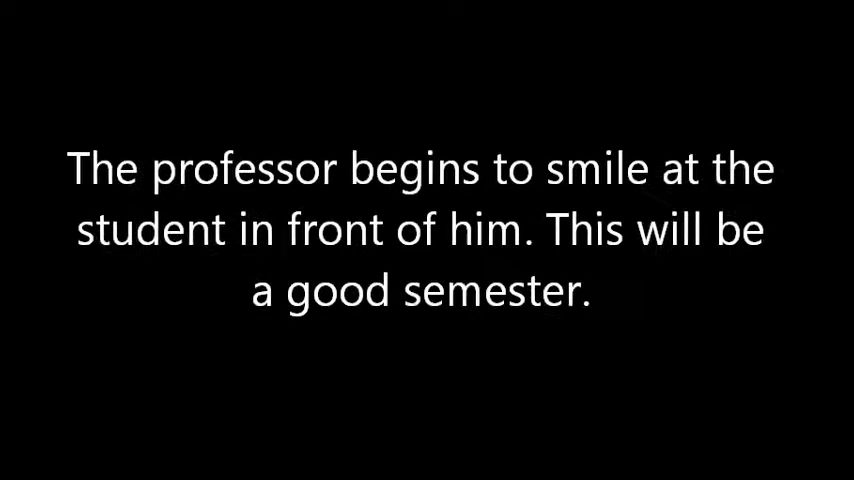 The professor begins to smile at the
student in front of him. This will be
a good semester.